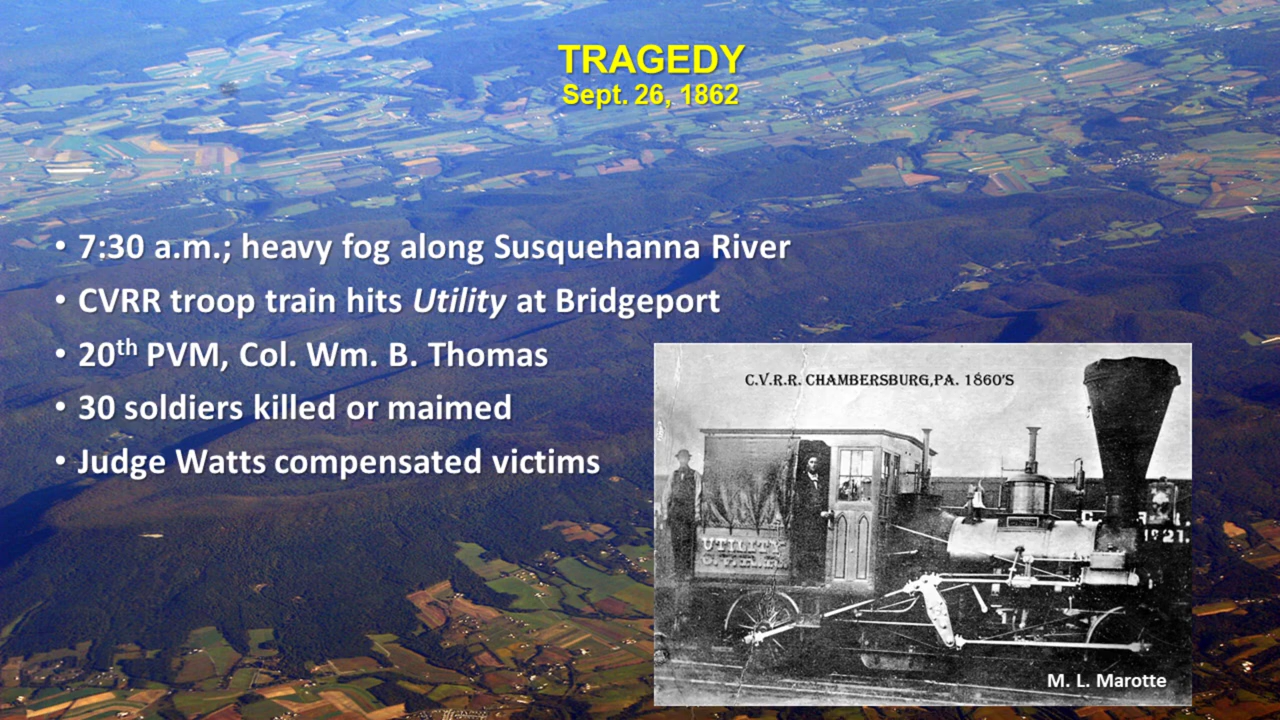 TRAGEDY
Sept. 26, 1862
• 7:30 a.m.; heavy fog along Susquehanna River
• CVRR troop train hits Utility at Bridgeport
• 20th PVM, Col. Wm. B. Thomas
• 30 soldiers killed or maimed
• Judge Watts compensated victims
C.V.R.R. CHAMBERSBURG,PA. 1860'S
UTILITY
C.V.R.R.
1921.
M. L. Marotte